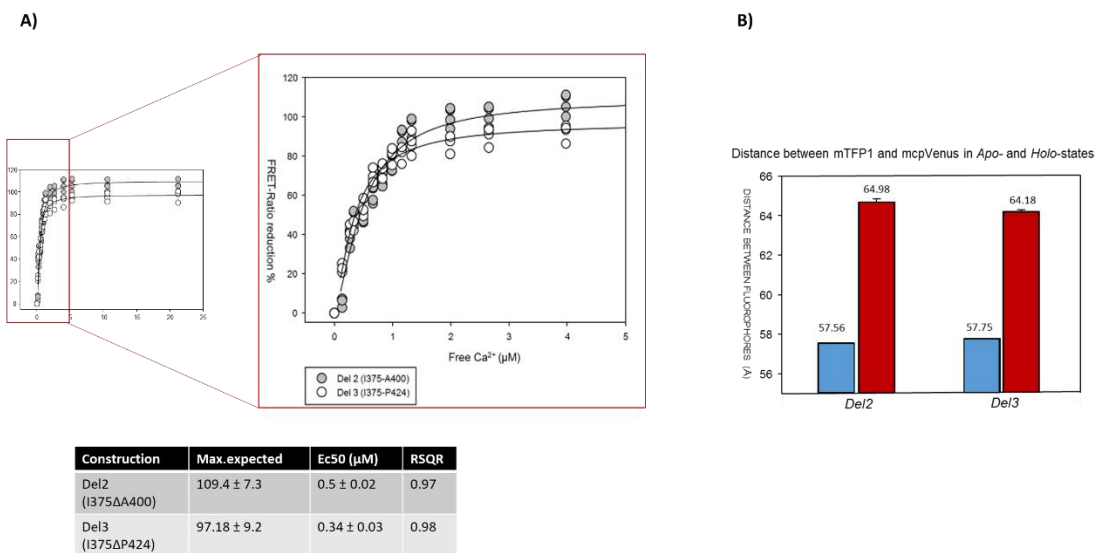 A)
B)
120
100
80
60
40
20
0
0 5 10 15 20 25
FRET-Ratio reduction %
120
100
80
60
40
20
0
0 1 2 3 4 5
Free Ca²⁺ (µM)
Del 2 (I375-A400)
Del 3 (I375-P424)
Distance between mTFP1 and mcpVenus in Apo- and Holo-states
DISTANCE BETWEEN FLUOROPHORES (Å)
66
64
62
60
58
56
57.56 64.98 57.75 64.18
Del2 Del3
Construction Max.expected Ec50 (µM) RSQR
Del2 109.4 ± 7.3 0.5 ± 0.02 0.97
(I375ΔA400)
Del3 97.18 ± 9.2 0.34 ± 0.03 0.98
(I375ΔP424)